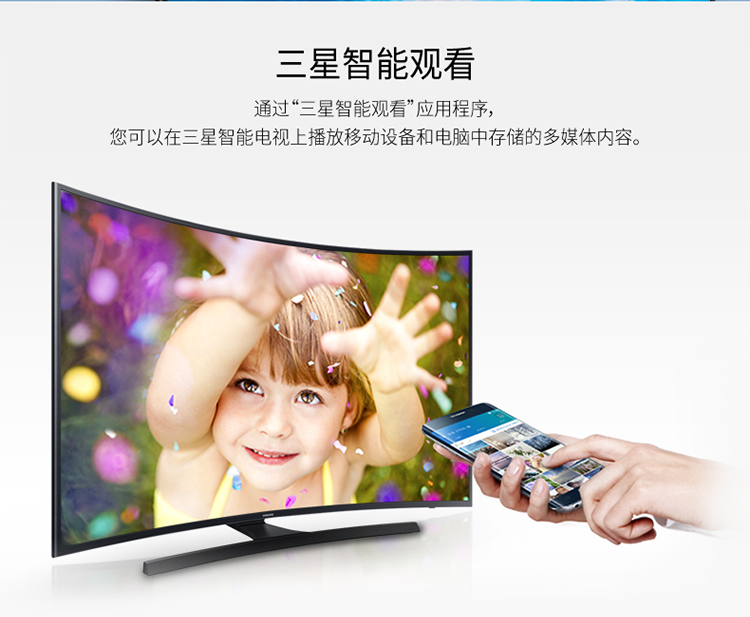 三星智能观看
通过“三星智能观看”应用程序，
您可以在三星智能电视上播放移动设备和电脑中存储的多媒体内容。
SAMSUNG